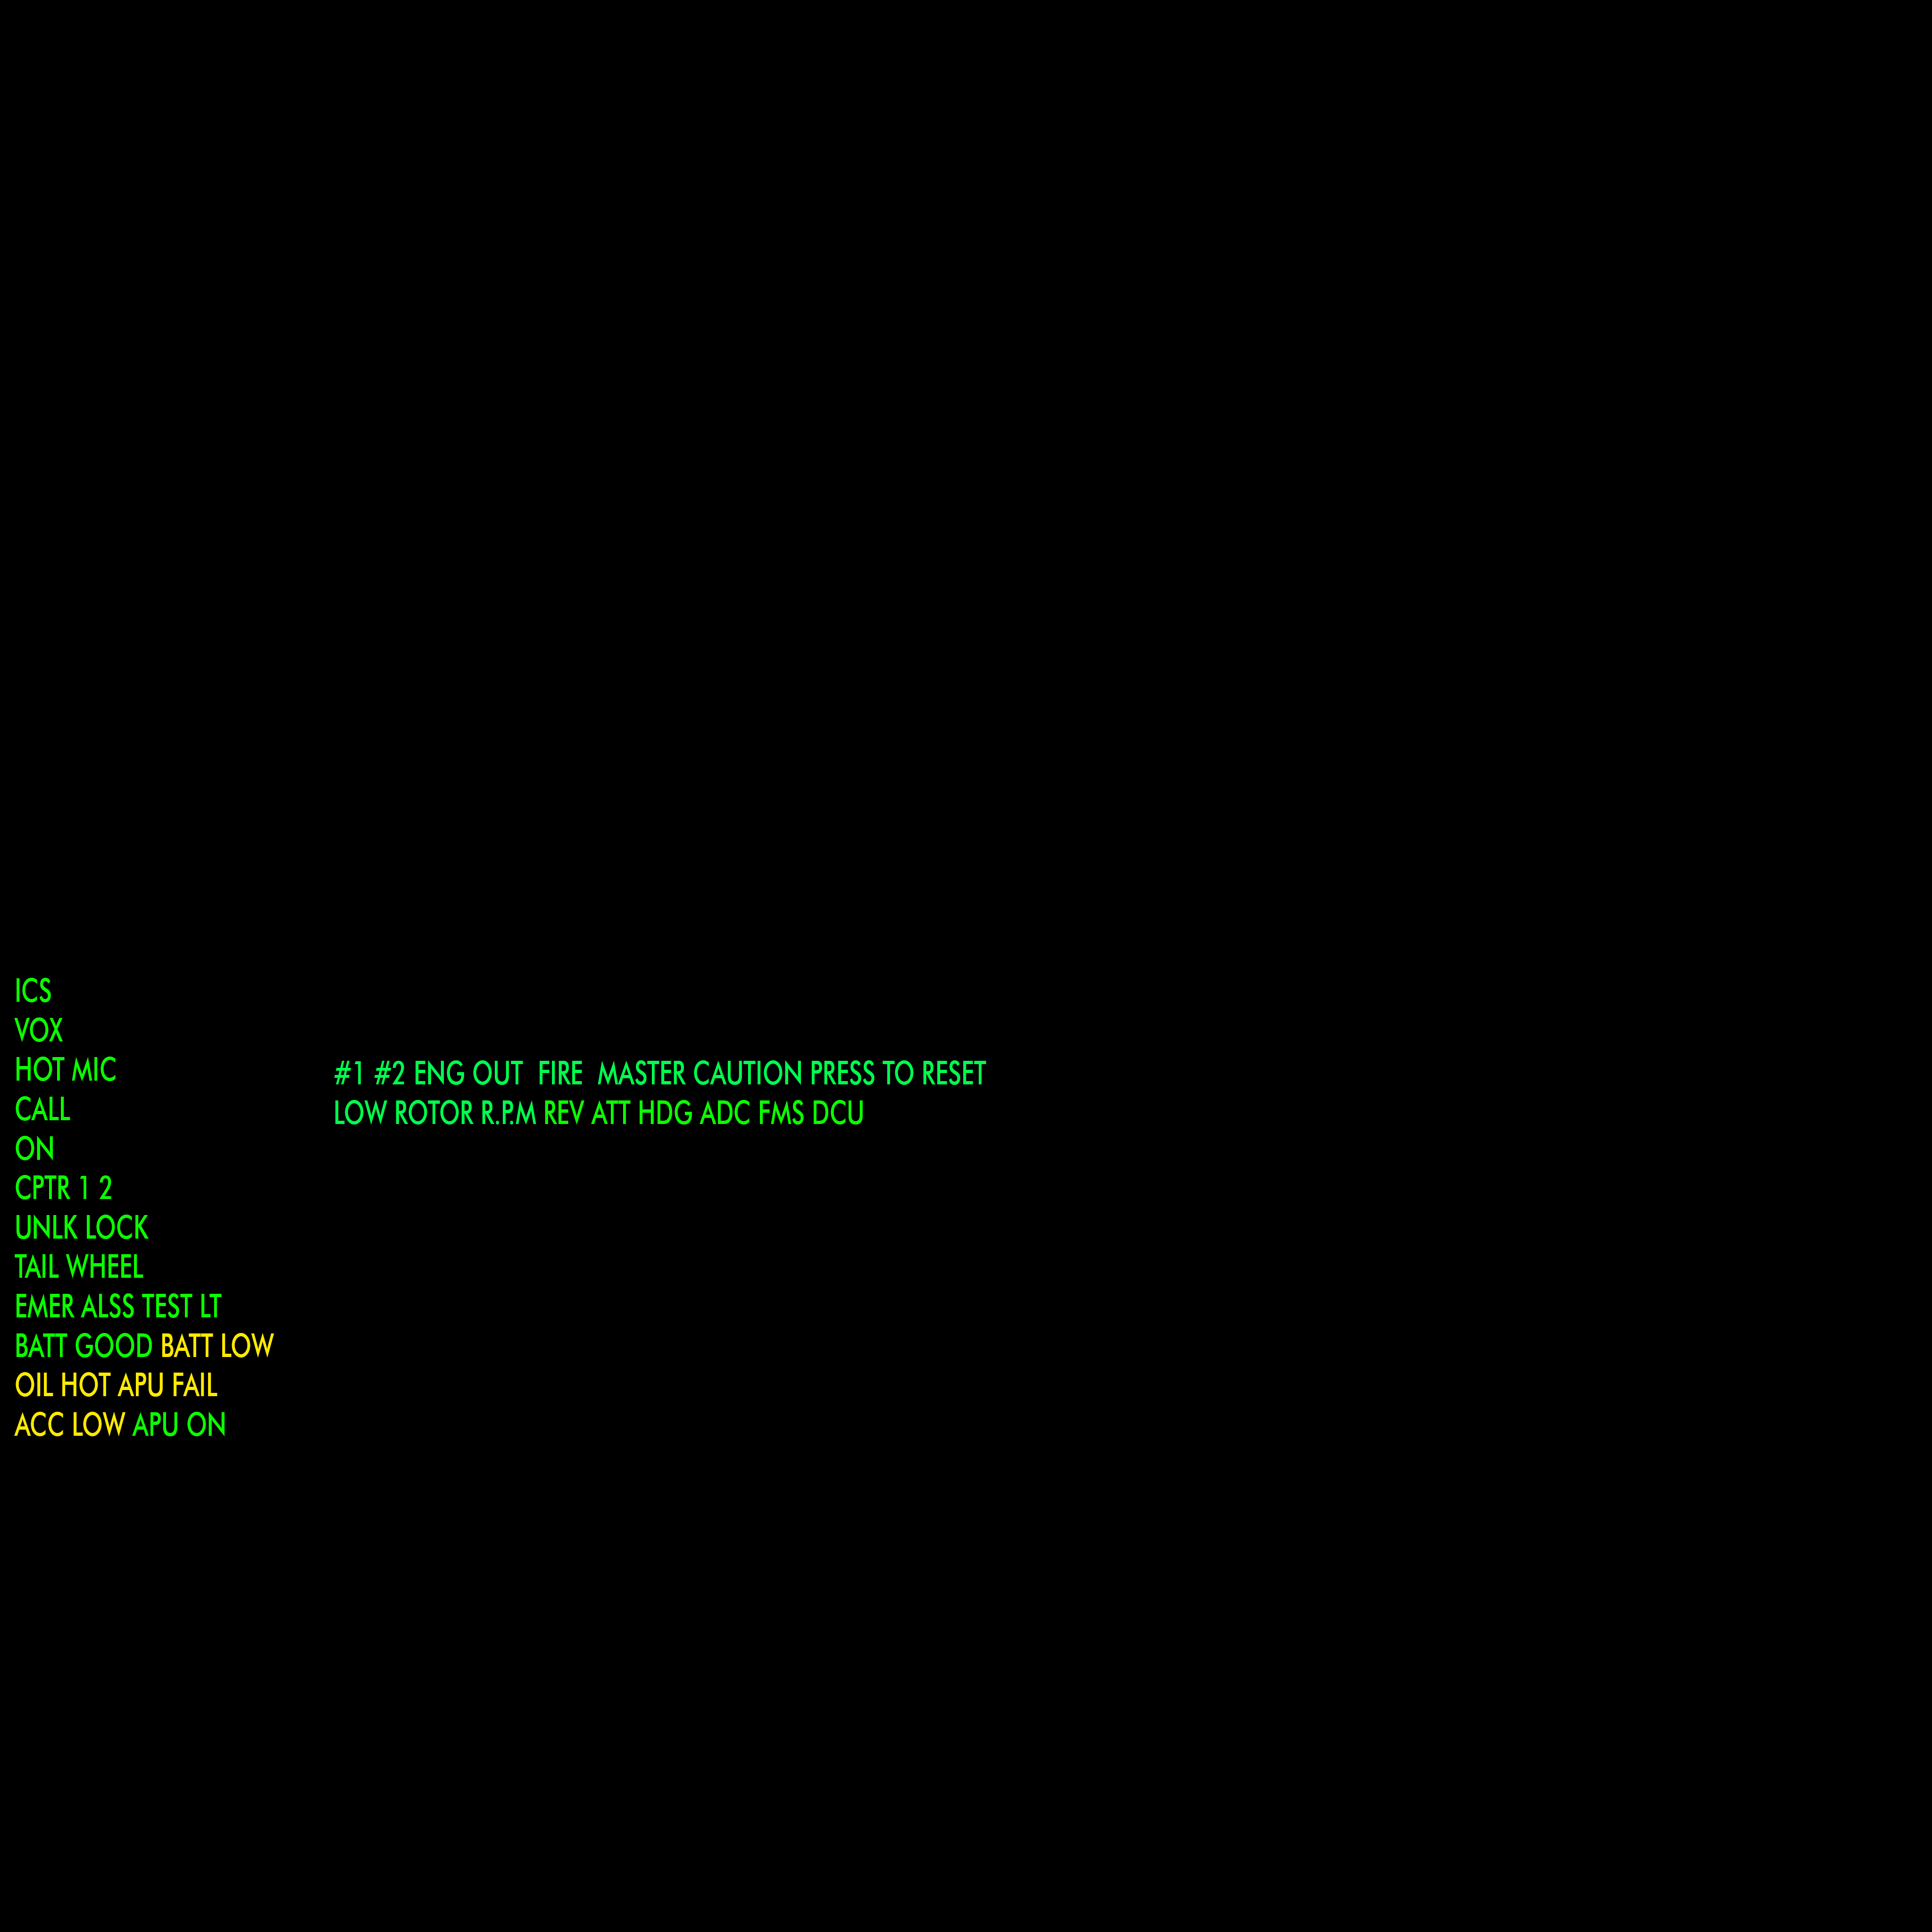 ICS
VOX
HOT MIC
CALL
ON
CPTR 1 2
UNLK LOCK
TAIL WHEEL
EMER ALSS TEST LT
BATT GOOD BATT LOW
OIL HOT APU FAIL
ACC LOW APU ON
#1 #2 ENG OUT  FIRE  MASTER CAUTION PRESS TO RESET
LOW ROTOR R.P.M REV ATT HDG ADC FMS DCU